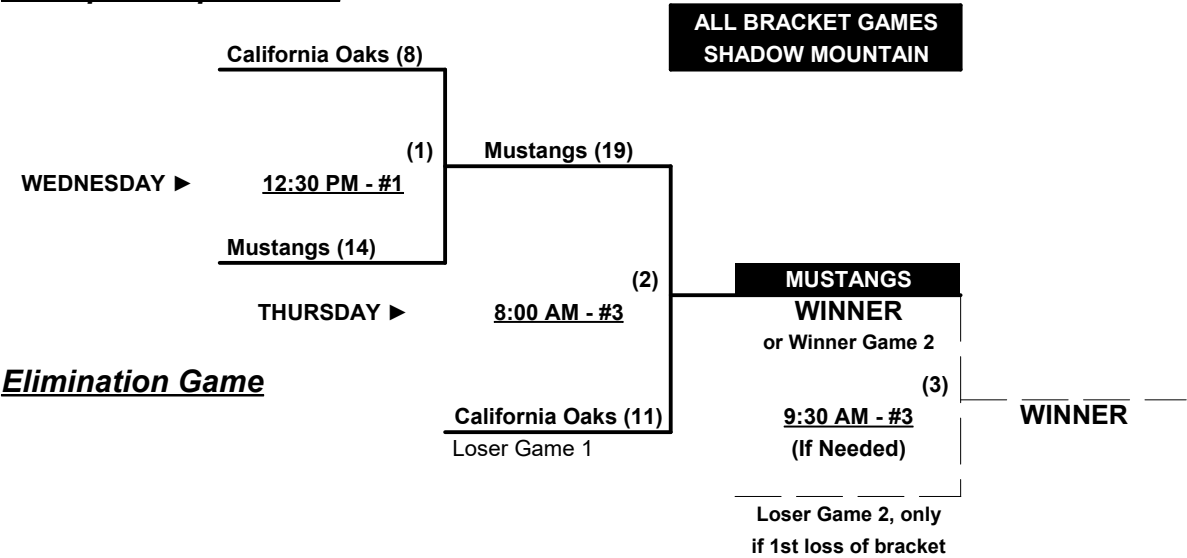 ALL BRACKET GAMES
SHADOW MOUNTAIN
California Oaks (8)
(1)
Mustangs (19)
WEDNESDAY ►
12:30 PM - #1
Mustangs (14)
(2)
MUSTANGS
THURSDAY ►
8:00 AM - #3
WINNER
or Winner Game 2
Elimination Game
(3)
California Oaks (11)
9:30 AM - #3
WINNER
Loser Game 1
(If Needed)
Loser Game 2, only
if 1st loss of bracket